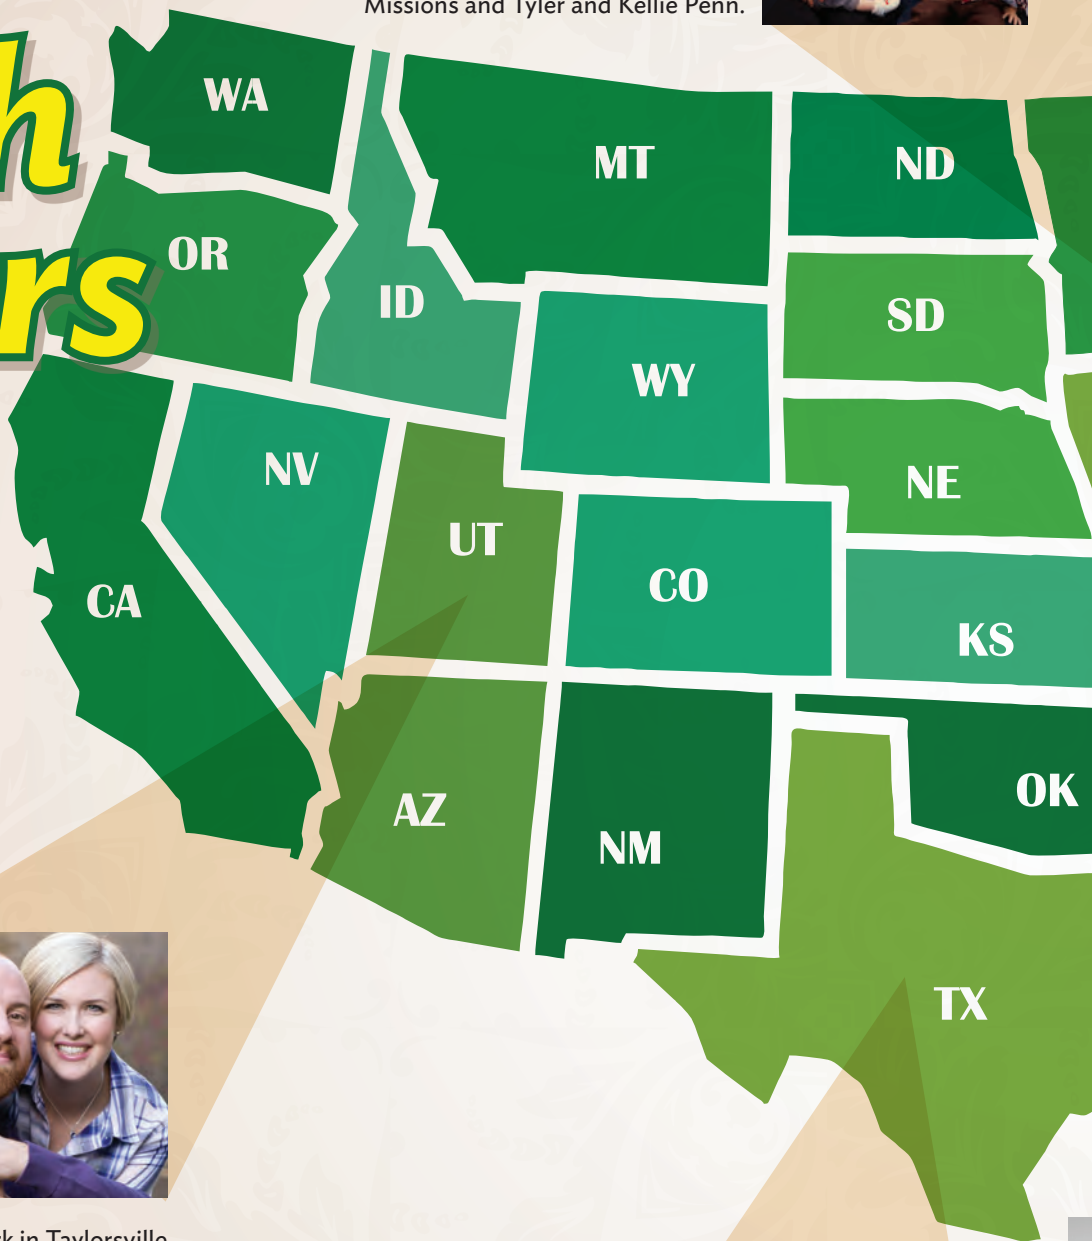 Missions and Tyler and Kellie Penn.
h
rs
WA
MT
ND
OR
ID
SD
WY
NV
NE
UT
CO
CA
KS
OK
AZ
NM
TX
in Taylorsville